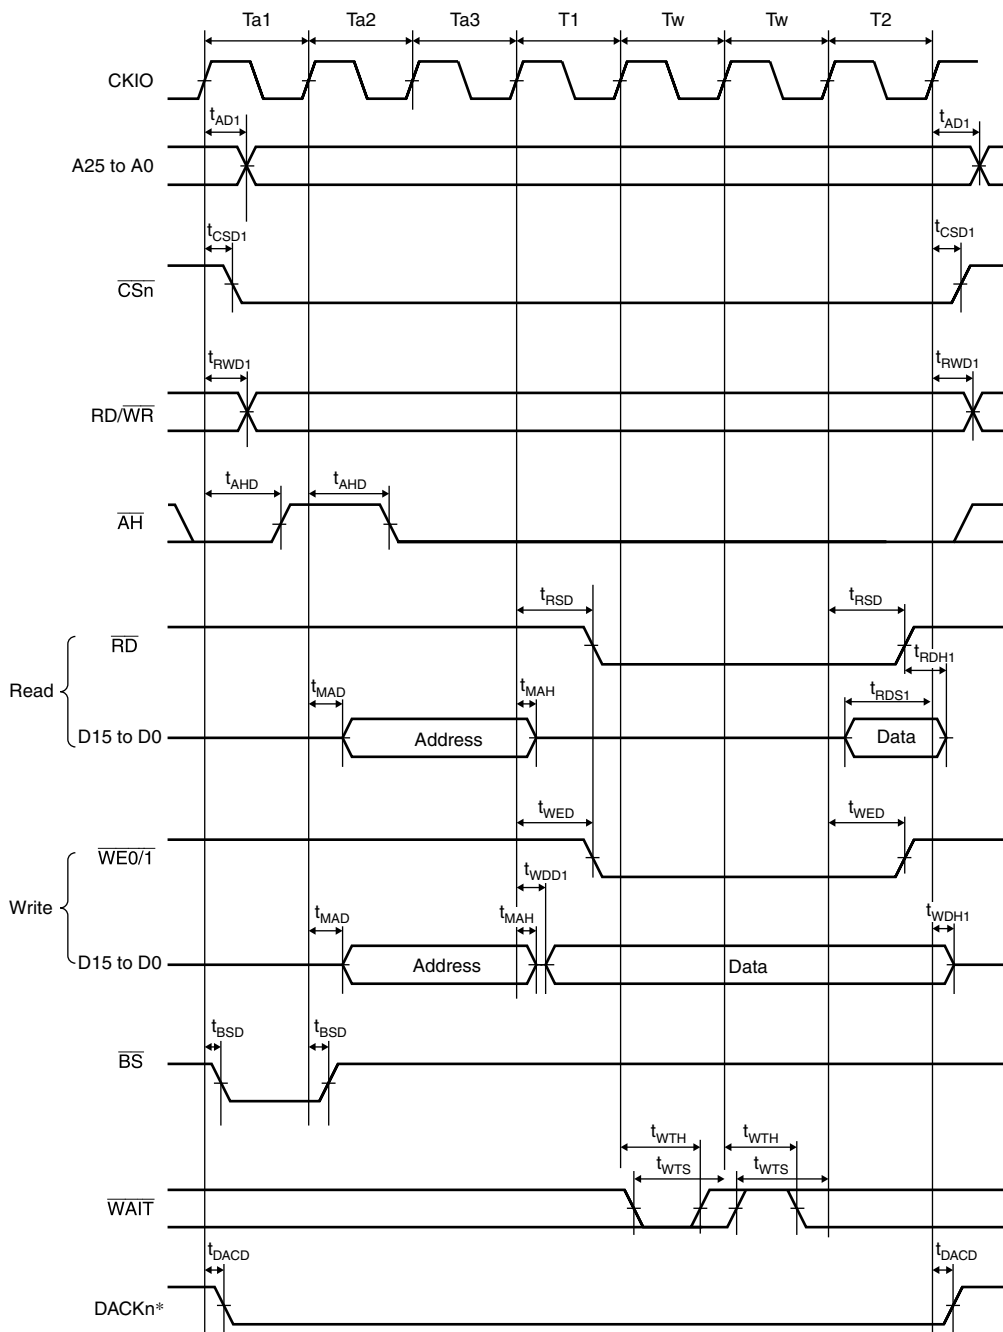 Ta1 Ta2 Ta3 T1 Tw Tw T2
CKIO
tAD1 tAD1
A25 to A0
tCSD1 tCSD1
CSn
tRWD1 tRWD1
RD/WR
tAHD tAHD
AH
tRSD tRSD
RD
tRDH1
Read
tMAD tMAH tRDS1
D15 to D0 Address Data
tWED tWED
WE0/1
tWDD1
Write
tMAD tMAH tWDH1
D15 to D0 Address Data
tBSD tBSD
BS
tWTH tWTH
tWTS tWTS
WAIT
tDACD tDACD
DACKn*